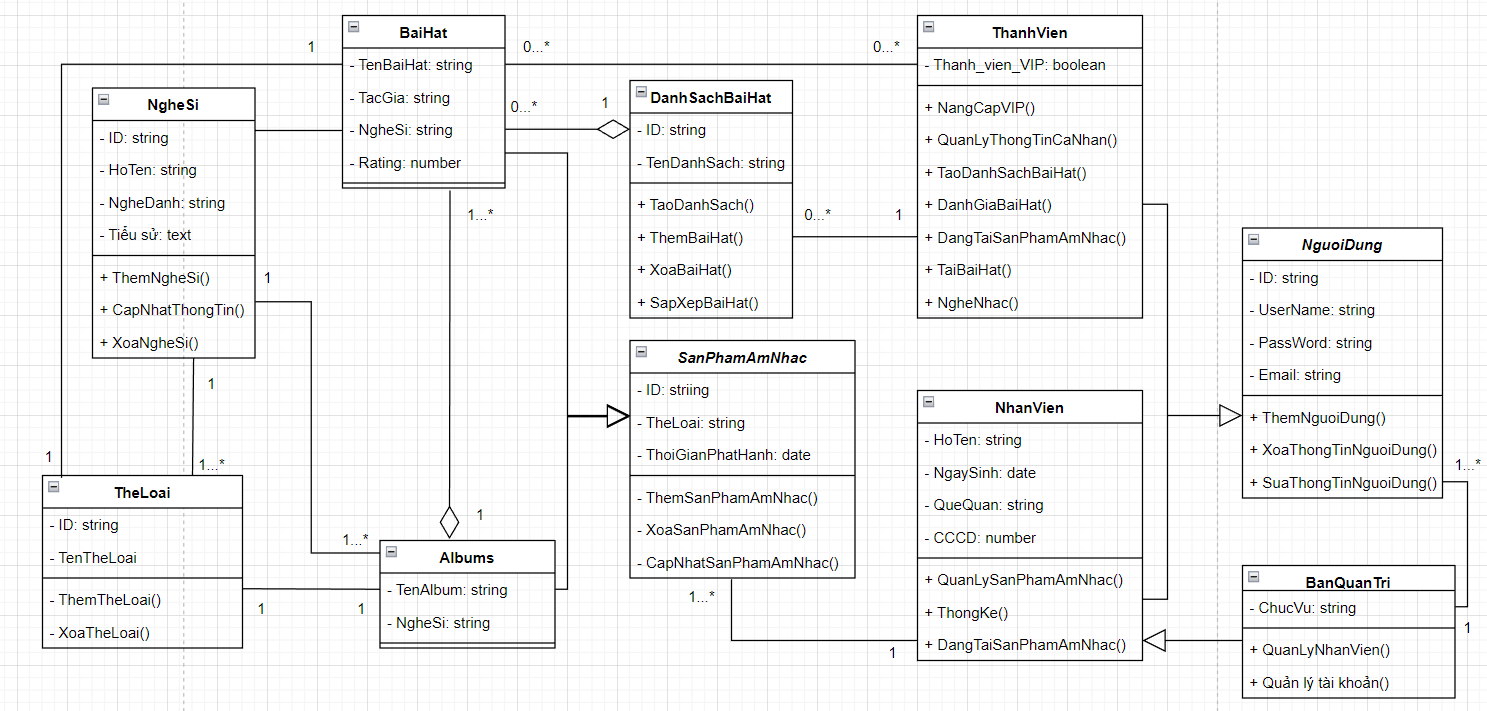 BaiHat
- TenBaiHat: string
- TacGia: string
- NgheSi: string
- Rating: number
NgheSi
- ID: string
- HoTen: string
- NgheDanh: string
- Tiểu sử: text
+ ThemNgheSi()
+ CapNhatThongTin()
+ XoaNgheSi()
DanhSachBaiHat
- ID: string
- TenDanhSach: string
+ TaoDanhSach()
+ ThemBaiHat()
+ XoaBaiHat()
+ SapXepBaiHat()
ThanhVien
- Thanh_vien_VIP: boolean
+ NangCapVIP()
+ QuanLyThongTinCaNhan()
+ TaoDanhSachBaiHat()
+ DanhGiaBaiHat()
+ DangTaiSanPhamAmNhac()
+ TaiBaiHat()
+ NgheNhac()
NguoiDung
- ID: string
- UserName: string
- PassWord: string
- Email: string
+ ThemNguoiDung()
+ XoaThongTinNguoiDung()
+ SuaThongTinNguoiDung()
SanPhamAmNhac
- ID: striing
- TheLoai: string
- ThoiGianPhatHanh: date
- ThemSanPhamAmNhac()
- XoaSanPhamAmNhac()
- CapNhatSanPhamAmNhac()
NhanVien
- HoTen: string
- NgaySinh: date
- QueQuan: string
- CCCD: number
+ QuanLySanPhamAmNhac()
+ ThongKe()
+ DangTaiSanPhamAmNhac()
TheLoai
- ID: string
- TenTheLoai
- ThemTheLoai()
- XoaTheLoai()
Albums
- TenAlbum: string
- NgheSi: string
BanQuanTri
- ChucVu: string
+ QuanLyNhanVien()
+ Quản lý tài khoản()
1
0...*
0...*
0...*
1
1...*
0...*
1
1
1
1
1...*
1...*
1
1
1
1...*
1
1...*
1